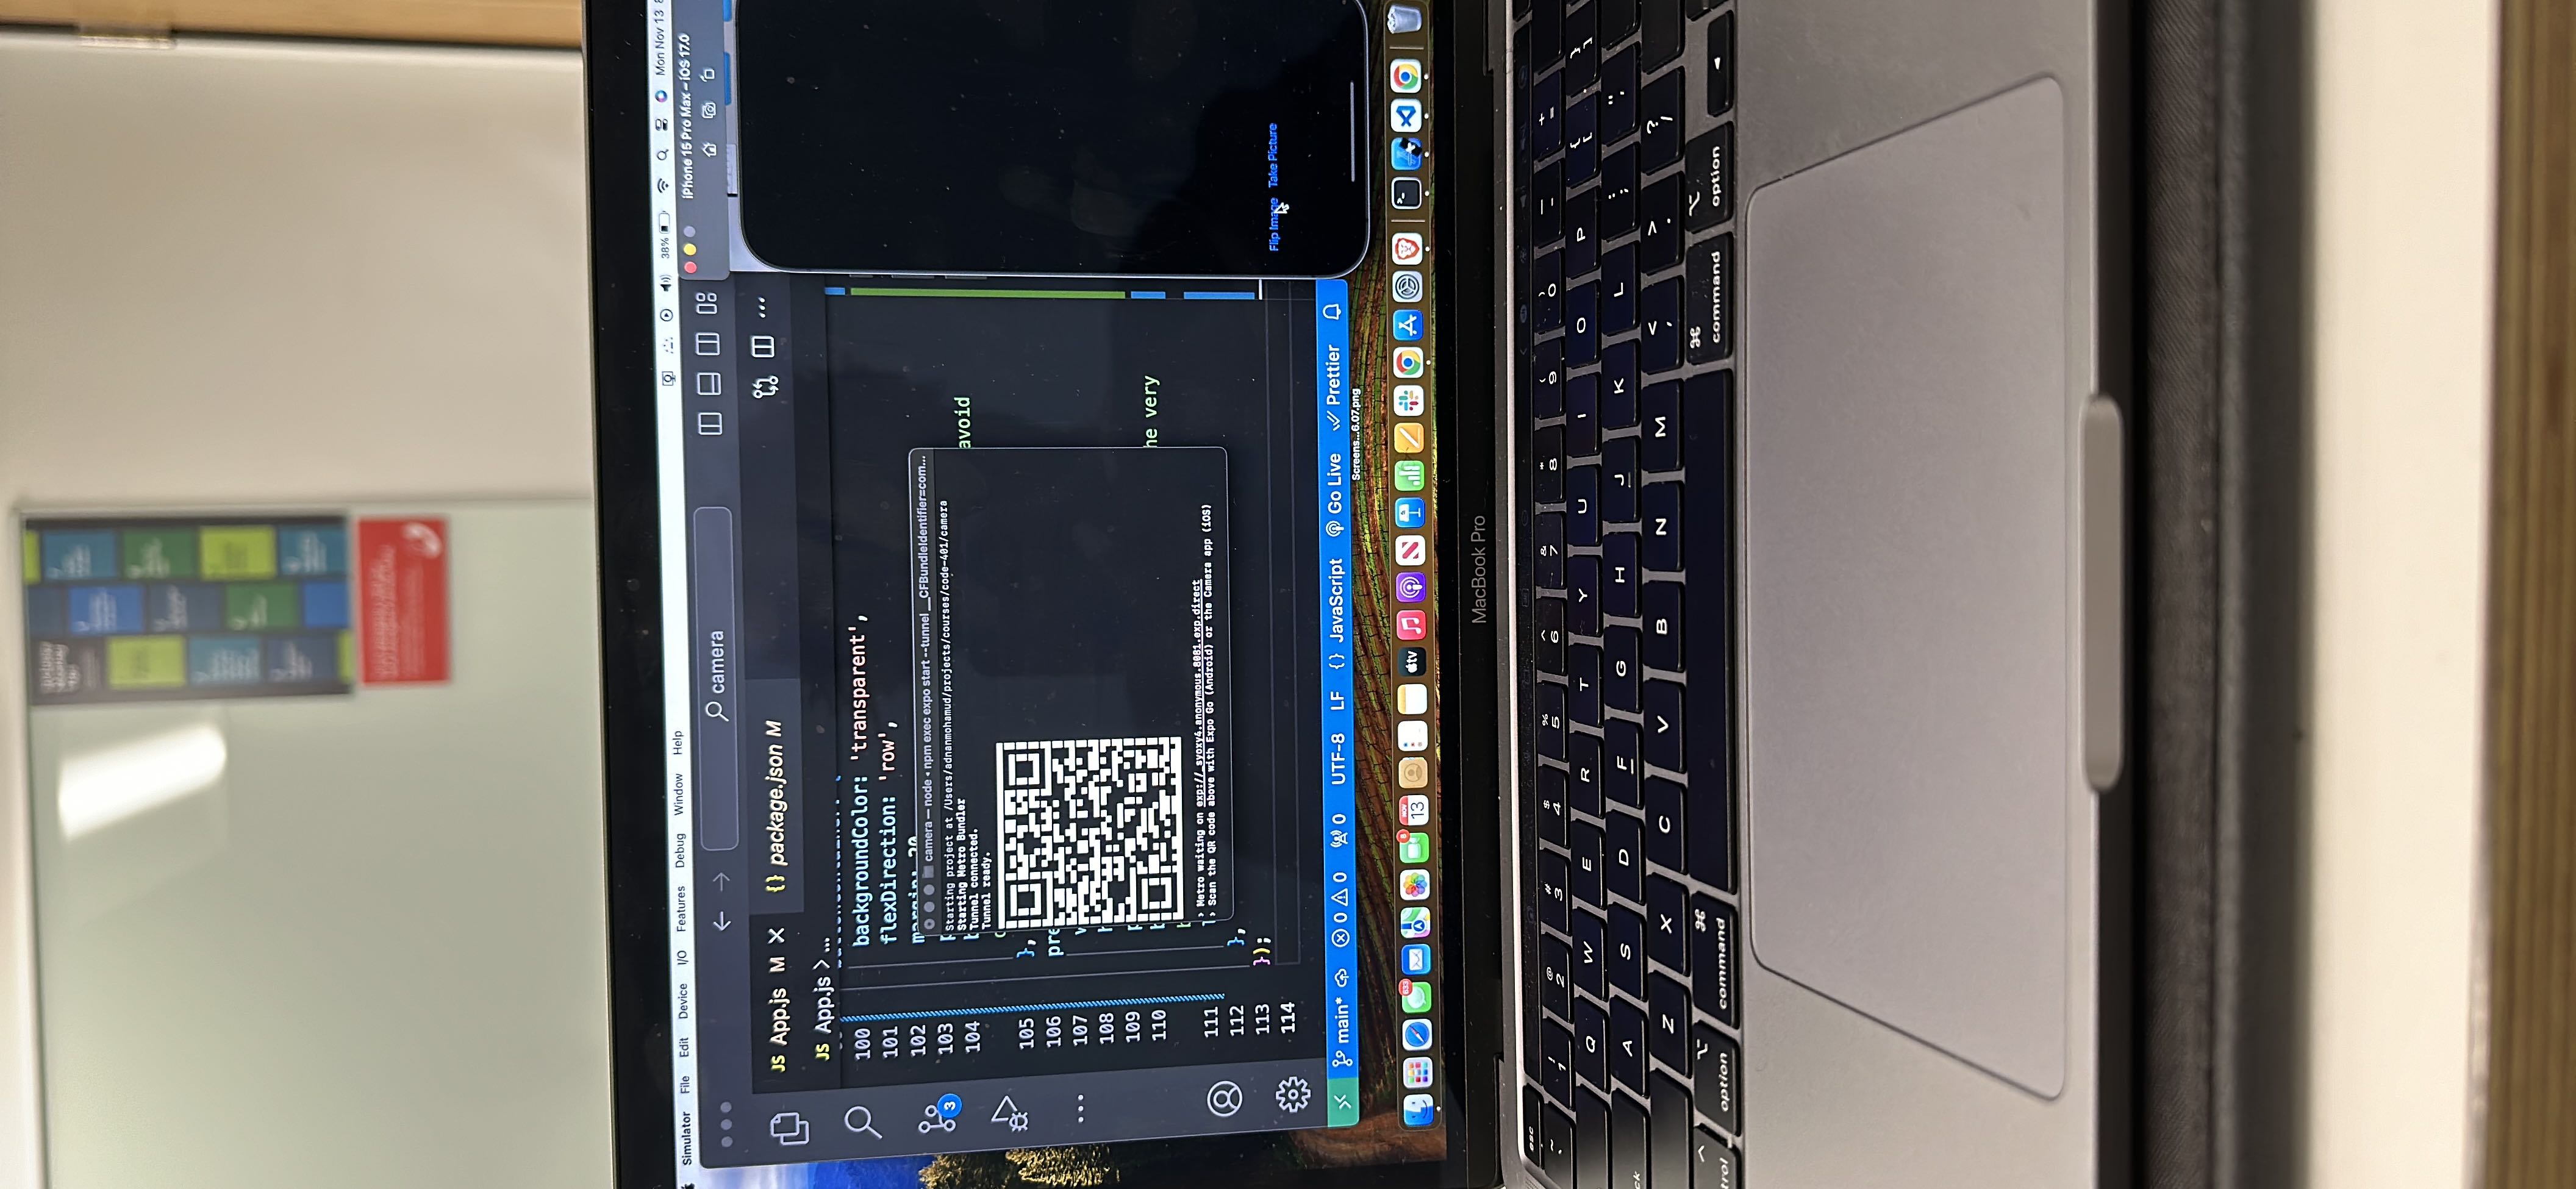 Simulator File Edit Device I/O Features Debug Window Help 38% Mon Nov 13
iPhone 15 Pro Max – iOS 17.0
camera
JS App.js M
{} package.json M
JS App.js > ...
100 backgroundColor: 'transparent',
101 flexDirection: 'row',
102 margin: 20
103
104 avoid
105 },
106 pre
107
108
109
110 he very
111
112 },
113 });
114
3
camera — node ◂ npm exec expo start --tunnel __CFBundleIdentifier=com...
Starting project at /Users/adnanmohamud/projects/courses/code-401/camera
Starting Metro Bundler
Tunnel connected.
Tunnel ready.
› Metro waiting on exp://_syoxy4.anonymous.8081.exp.direct
› Scan the QR code above with Expo Go (Android) or the Camera app (iOS)
Flip Image Take Picture
main* 0 0 0 UTF-8 LF {} JavaScript Go Live Prettier
Screens...6.07.png
633
8
NOV
13
tv
MacBook Pro
esc
~ ! 1 @ 2 # 3 $ 4 % 5 ^ 6 & 7 * 8 ( 9 ) 0 — - + =
Q W E R T Y U I O P { [ } ]
A S D F G H J K L : ; " '
Z X C V B N M < , > . ? /
option command command option